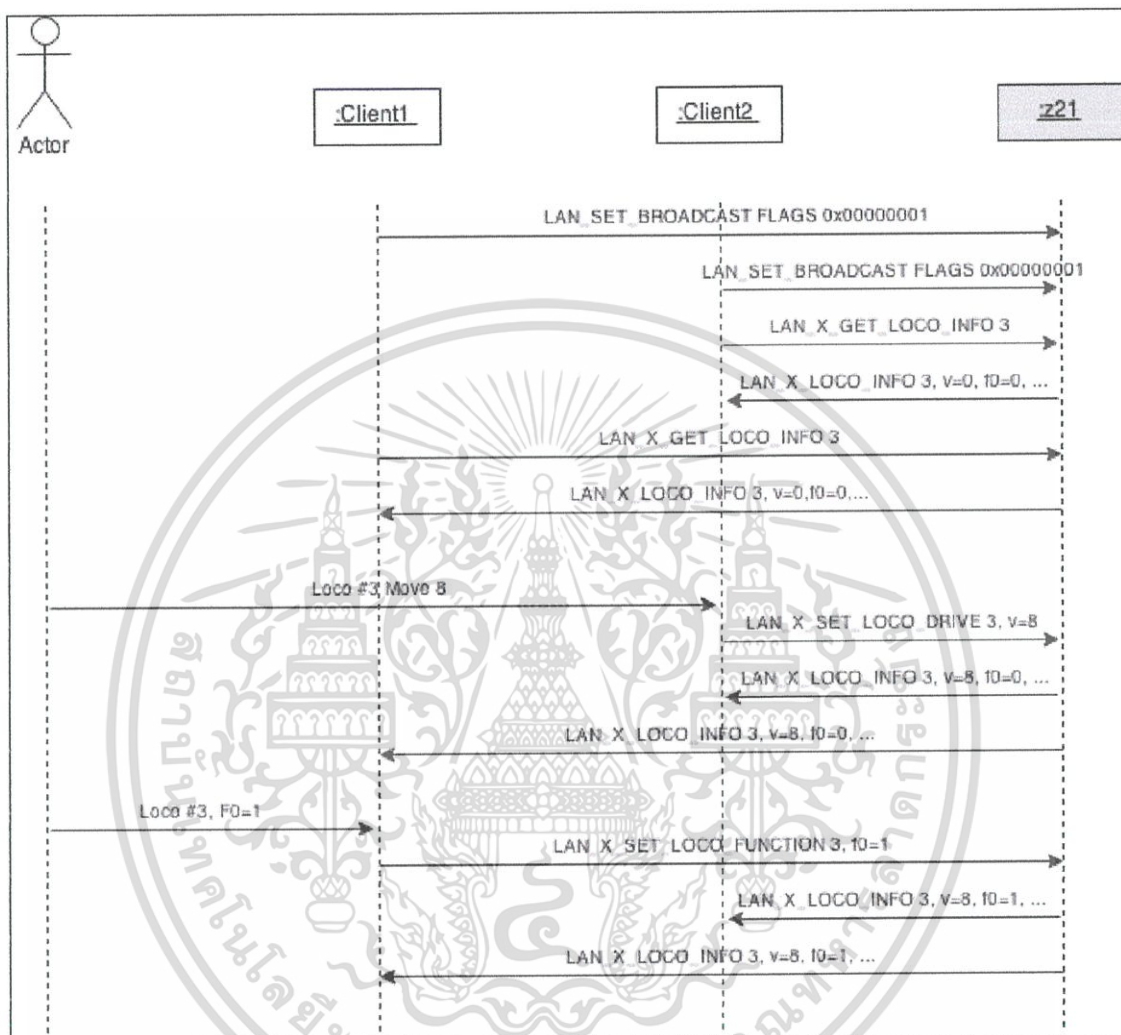 Actor
:Client1
:Client2
:z21
LAN_SET_BROADCAST FLAGS 0x00000001
LAN_SET_BROADCAST FLAGS 0x00000001
LAN_X_GET_LOCO_INFO 3
LAN_X_LOCO_INFO 3, v=0, f0=0, ...
LAN_X_GET_LOCO_INFO 3
LAN_X_LOCO_INFO 3, v=0,f0=0,...
Loco #3, Move 8
LAN_X_SET_LOCO_DRIVE 3, v=8
LAN_X_LOCO_INFO 3, v=8, f0=0, ...
LAN_X_LOCO_INFO 3, v=8, f0=0, ...
Loco #3, F0=1
LAN_X_SET_LOCO_FUNCTION 3, f0=1
LAN_X_LOCO_INFO 3, v=8, f0=1, ...
LAN_X_LOCO_INFO 3, v=8, f0=1, ...